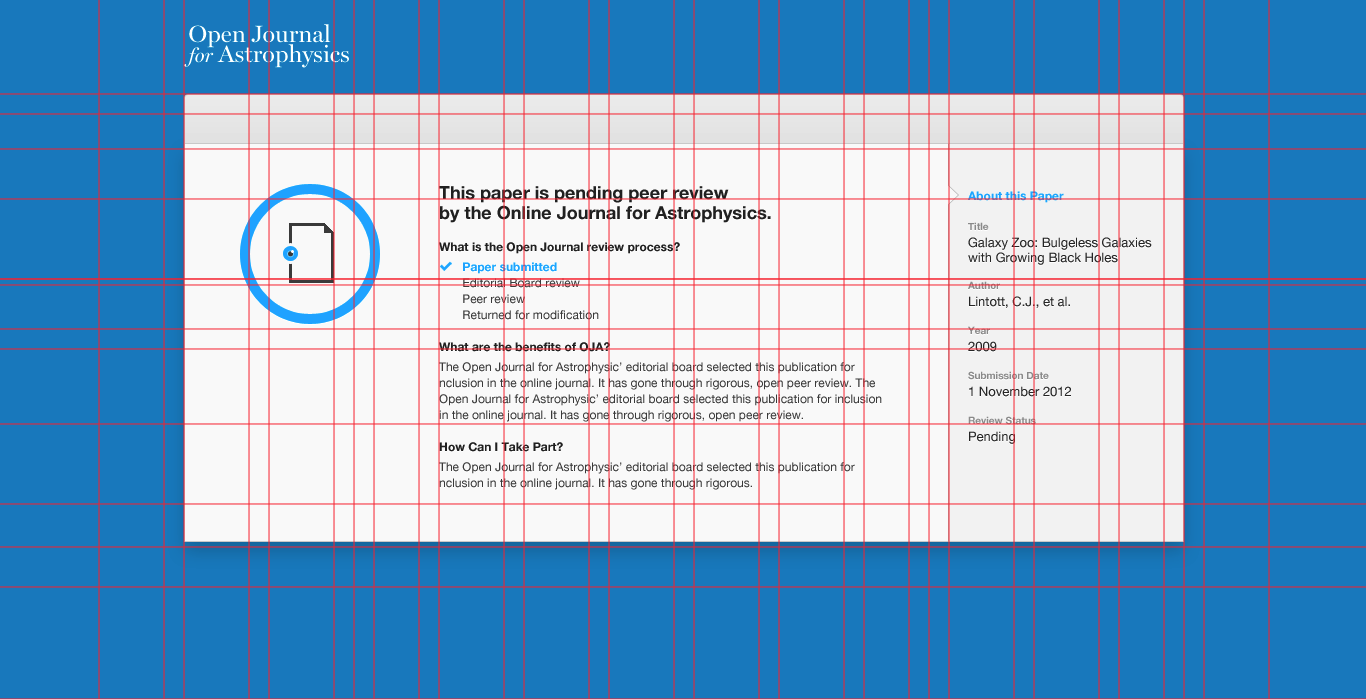 Open Journal
for Astrophysics
This paper is pending peer review
by the Online Journal for Astrophysics.
What is the Open Journal review process?
Paper submitted
Editorial Board review
Peer review
Returned for modification
What are the benefits of OJA?
The Open Journal for Astrophysic’ editorial board selected this publication for
nclusion in the online journal. It has gone through rigorous, open peer review. The
Open Journal for Astrophysic’ editorial board selected this publication for inclusion
in the online journal. It has gone through rigorous, open peer review.
How Can I Take Part?
The Open Journal for Astrophysic’ editorial board selected this publication for
nclusion in the online journal. It has gone through rigorous.
About this Paper
Title
Galaxy Zoo: Bulgeless Galaxies
with Growing Black Holes
Author
Lintott, C.J., et al.
Year
2009
Submission Date
1 November 2012
Review Status
Pending